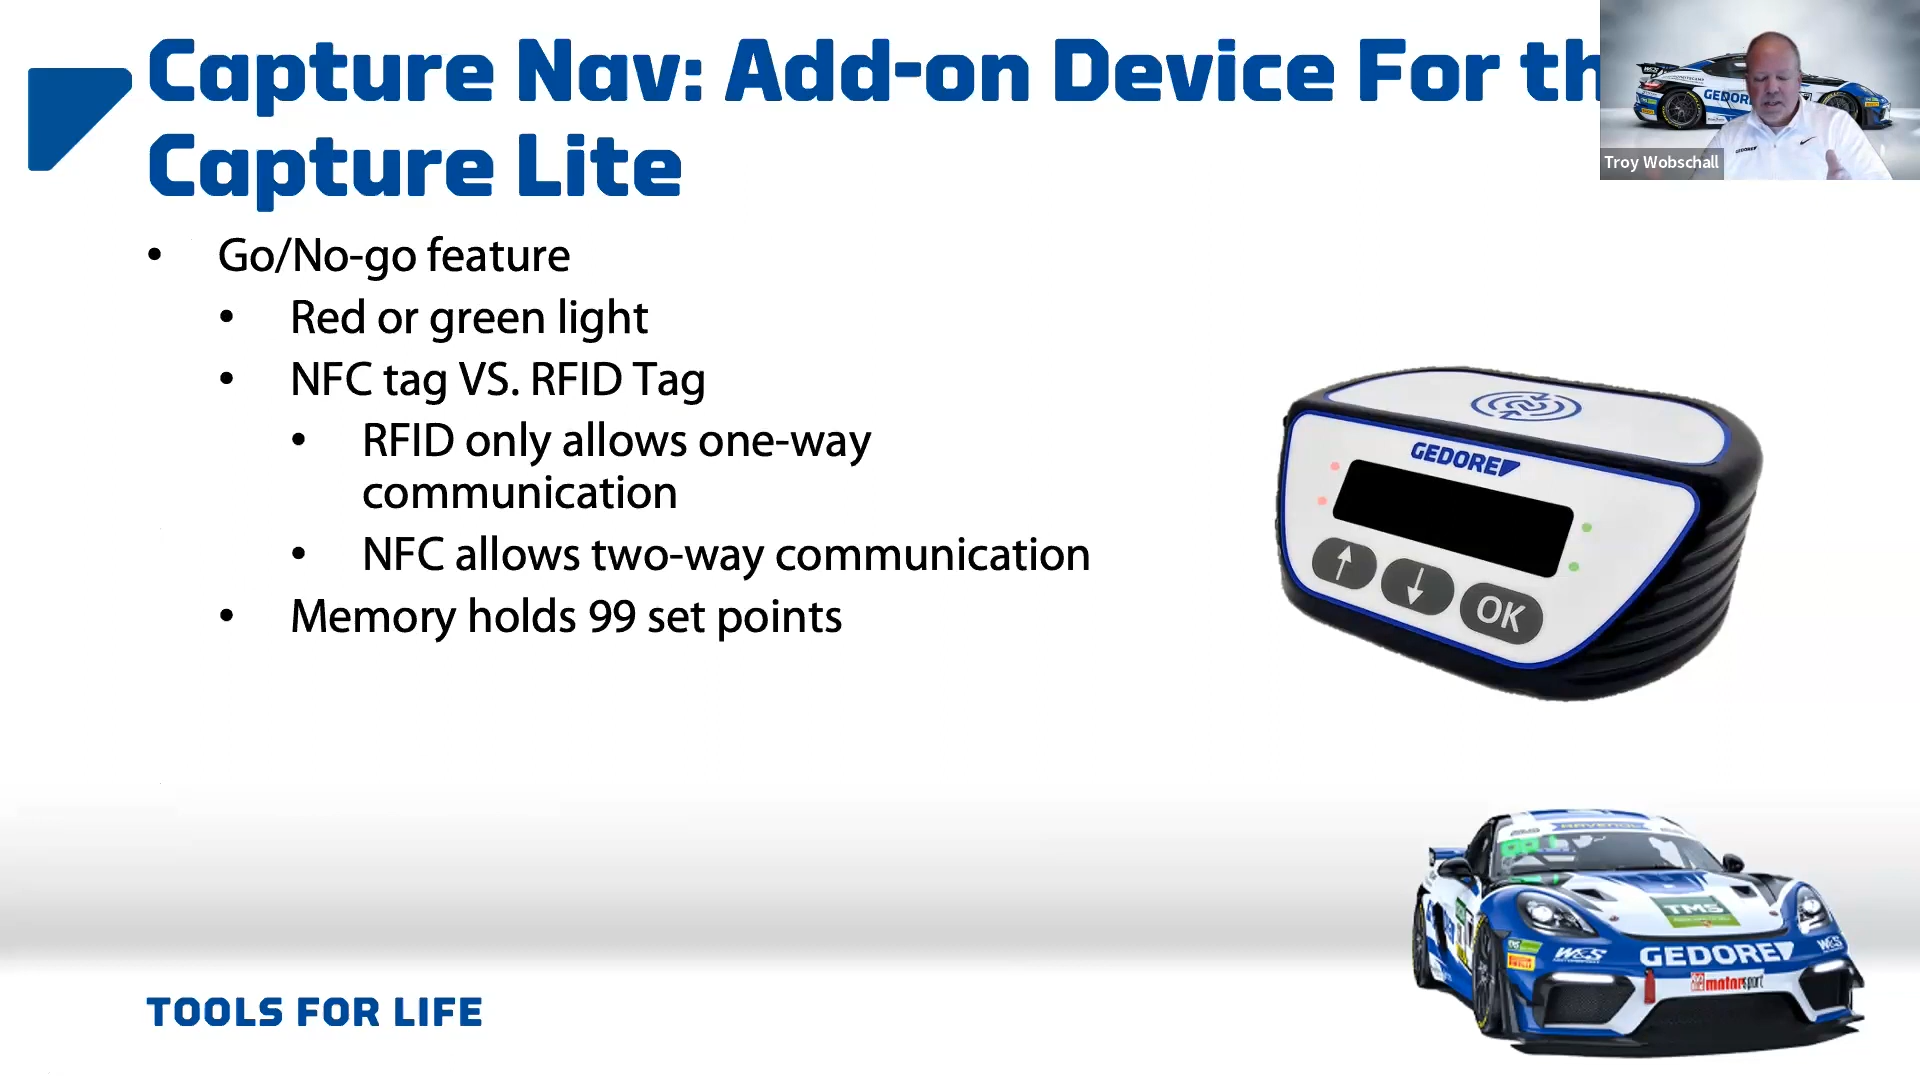 Capture Nav: Add-on Device For th
Capture Lite
GEDORE
Troy Wobschall
• Go/No-go feature
• Red or green light
• NFC tag VS. RFID Tag
• RFID only allows one-way
communication
• NFC allows two-way communication
• Memory holds 99 set points
GEDORE
OK
TMS
W&S
GEDORE
W&S
motorsport
TOOLS FOR LIFE